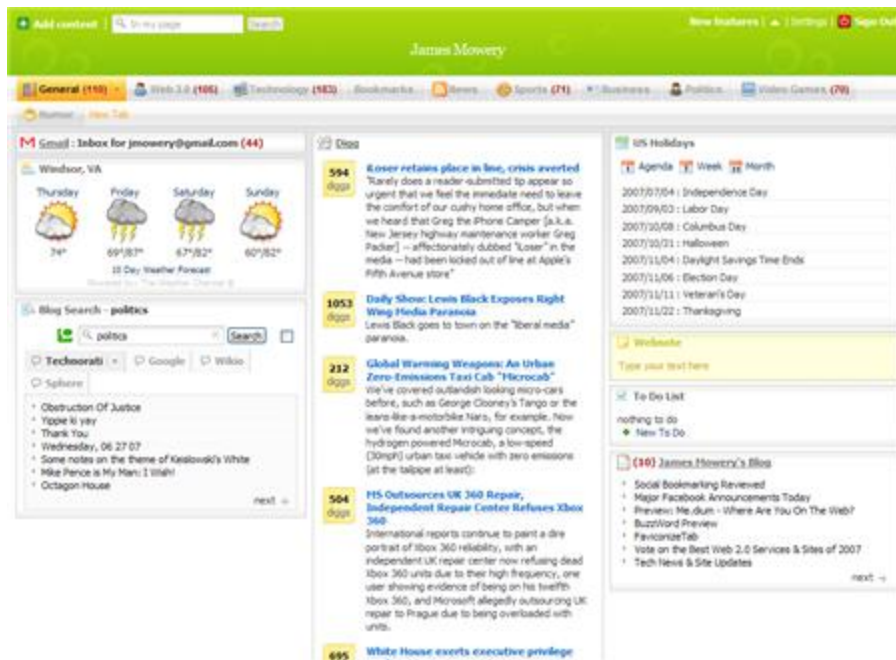 Add content | In my page Search
New features | Settings | Sign Out
James Mowery
General (110) Web 2.0 (105) Technology (183) Bookmarks News Sports (71) Business Politics Video Games (70)
Humor New Tab
Gmail : Inbox for jmowery@gmail.com (44)
Windsor, VA
Thursday Friday Saturday Sunday
74° 69°/87° 67°/82° 60°/82°
10 Day Weather Forecast
Blog Search - politics
politics Search
Technorati Google Wikio
Sphere
Obstruction Of Justice
Yippie ki yay
Thank You
Wednesday, 06 27 07
Some notes on the theme of White
Mike Pence is My Man: I Wish!
Octagon House
next
Digg
594 diggs
iLoser retains place in line, crisis averted
"Rarely does a reader-submitted tip appear so
urgent that we feel the immediate need to leave
the comfort of our cushy home office, but when
we heard that Greg the iPhone Camper [a.k.a.
New Jersey highway maintenance worker Greg
Packer] -- affectionately dubbed "Loser" in the
media -- had been kicked out of line at Apple's
Fifth Avenue store"
1053 diggs
Daily Show: Lewis Black Exposes Right
Wing Media Paranoia
Lewis Black goes to town on the "liberal media"
paranoia.
212 diggs
Global Warming Weapons: An Urban
Zero-Emissions Taxi Cab "Microcab"
We've covered outlandish looking micro-cars
before, such as George Clooney's Tango or the
leans-like-a-motorbike Naro, for example. Now
we've found another intriguing concept, the
hydrogen powered Microcab, a low-speed
(30mph) urban taxi vehicle with zero emissions
(at the tailpipe at least):
504 diggs
MS Outsources UK 360 Repair,
Independent Repair Center Refuses Xbox
360
International reports continue to paint a dire
portrait of Xbox 360 reliability, with an
independent UK repair center now refusing dead
Xbox 360 units due to their high frequency, one
user showing evidence of being on his twelfth
Xbox 360, and Microsoft allegedly outsourcing UK
repair to Prague due to being overloaded with
units.
695
White House exerts executive privilege
US Holidays
Agenda Week Month
2007/07/04 : Independence Day
2007/09/03 : Labor Day
2007/10/08 : Columbus Day
2007/10/31 : Halloween
2007/11/04 : Daylight Savings Time Ends
2007/11/06 : Election Day
2007/11/11 : Veteran's Day
2007/11/22 : Thanksgiving
Webnote
Type your text here
To Do List
nothing to do
New To Do
(10) James Mowery's Blog
Social Bookmarking Reviewed
Major Facebook Announcements Today
Preview: Me.dium - Where Are You On The Web?
BuzzWord Preview
FaviconizeTab
Vote on the Best Web 2.0 Services & Sites of 2007
Tech News & Site Updates
next